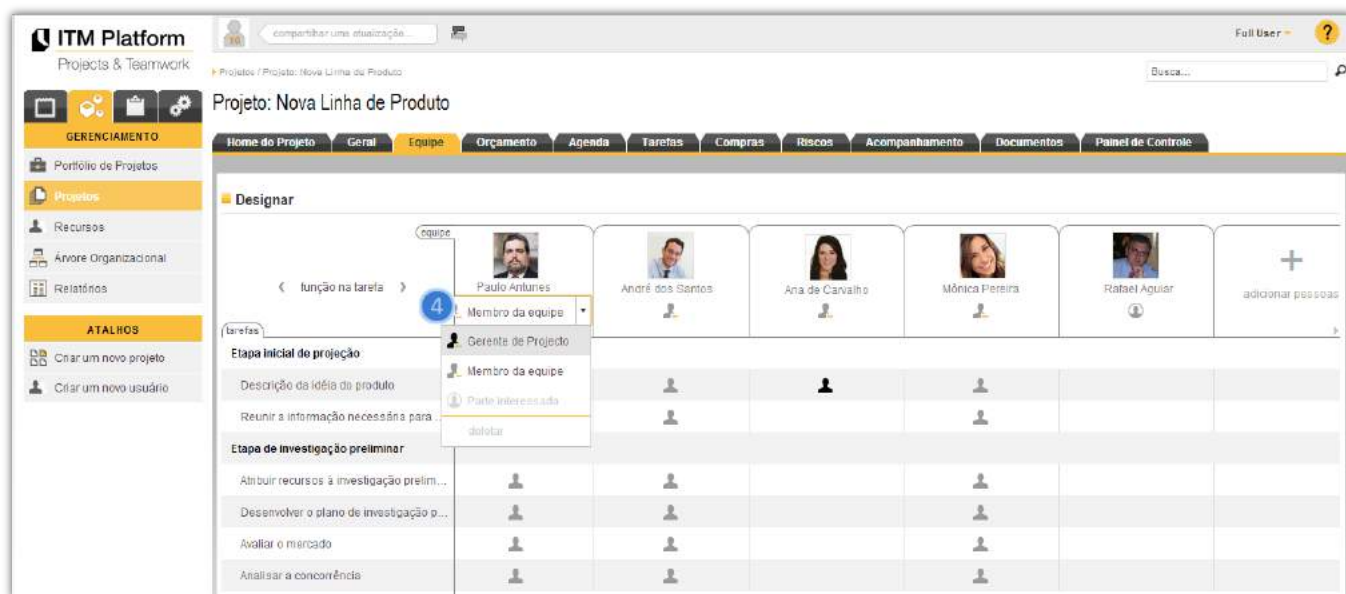 ITM Platform
Projects & Teamwork
10
compartilhar uma atualização...
Full User
?
Projetos / Projeto: Nova Linha de Produto
Busca...
Projeto: Nova Linha de Produto
Home do Projeto Geral Equipe Orçamento Agenda Tarefas Compras Riscos Acompanhamento Documentos Painel de Controle
GERENCIAMENTO
Portfólio de Projetos
Projetos
Recursos
Árvore Organizacional
Relatórios
ATALHOS
Criar um novo projeto
Criar um novo usuário
Designar
equipe
função na tarefa
Paulo Antunes
André dos Santos
Ana de Carvalho
Mônica Pereira
Rafael Aguiar
adicionar pessoas
4
Membro da equipe
Gerente de Projecto
Membro da equipe
Parte interessada
deletar
tarefas
Etapa inicial de projeção
Descrição da idéia do produto
Reunir a informação necessária para ...
Etapa de investigação preliminar
Atribuir recursos à investigação prelim...
Desenvolver o plano de investigação p...
Avaliar o mercado
Analisar a concorrência